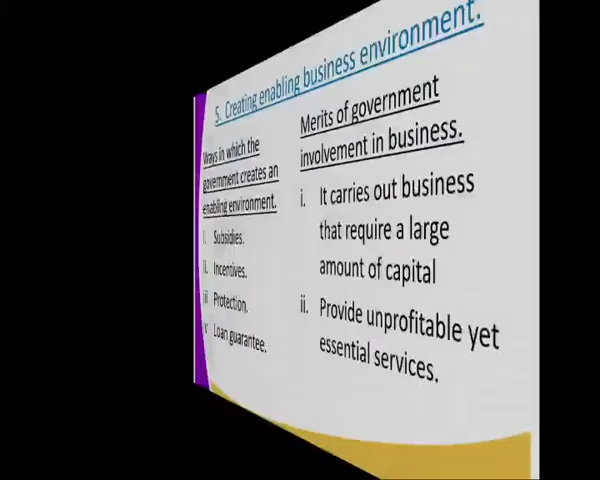 5. Creating enabling business environment.
Ways in which the
government creates an
enabling environment.
i. Subsidies.
ii. Incentives.
iii Protection.
iv Loan guarantee.
Merits of government
involvement in business.
i. It carries out business
that require a large
amount of capital
ii. Provide unprofitable yet
essential services.